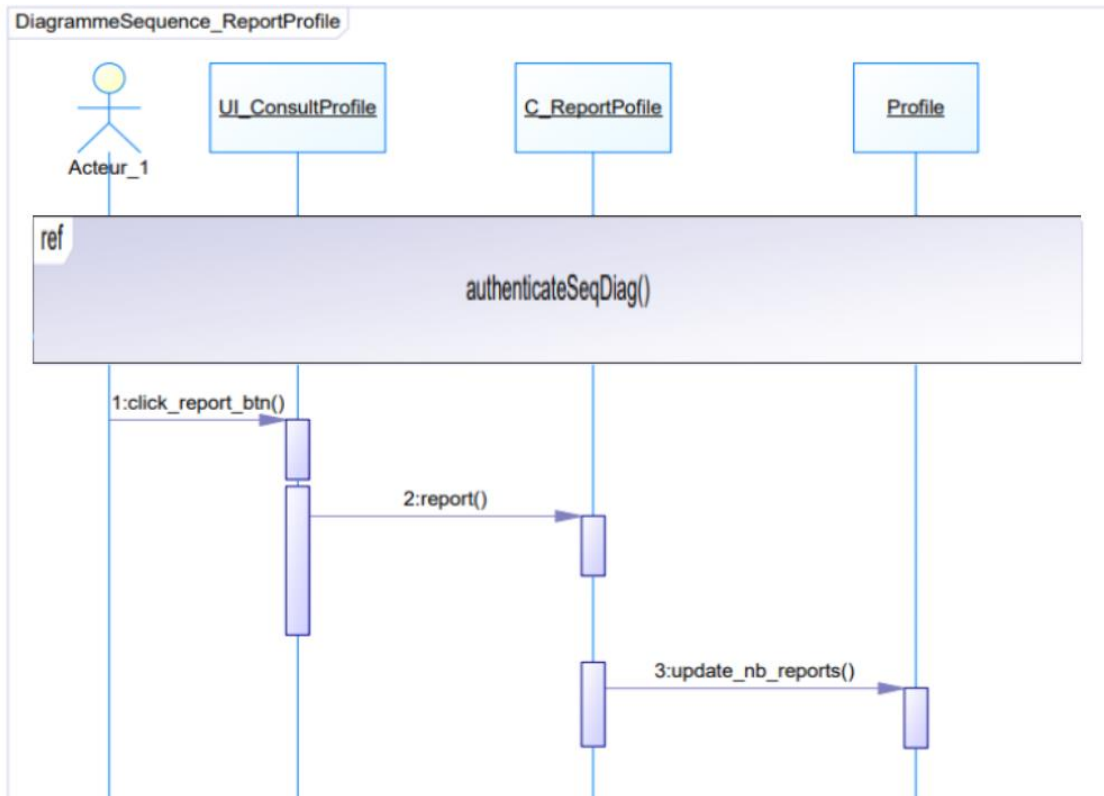 DiagrammeSequence_ReportProfile
UI_ConsultProfile
C_ReportPofile
Profile
Acteur_1
ref
authenticateSeqDiag()
1:click_report_btn()
2:report()
3:update_nb_reports()